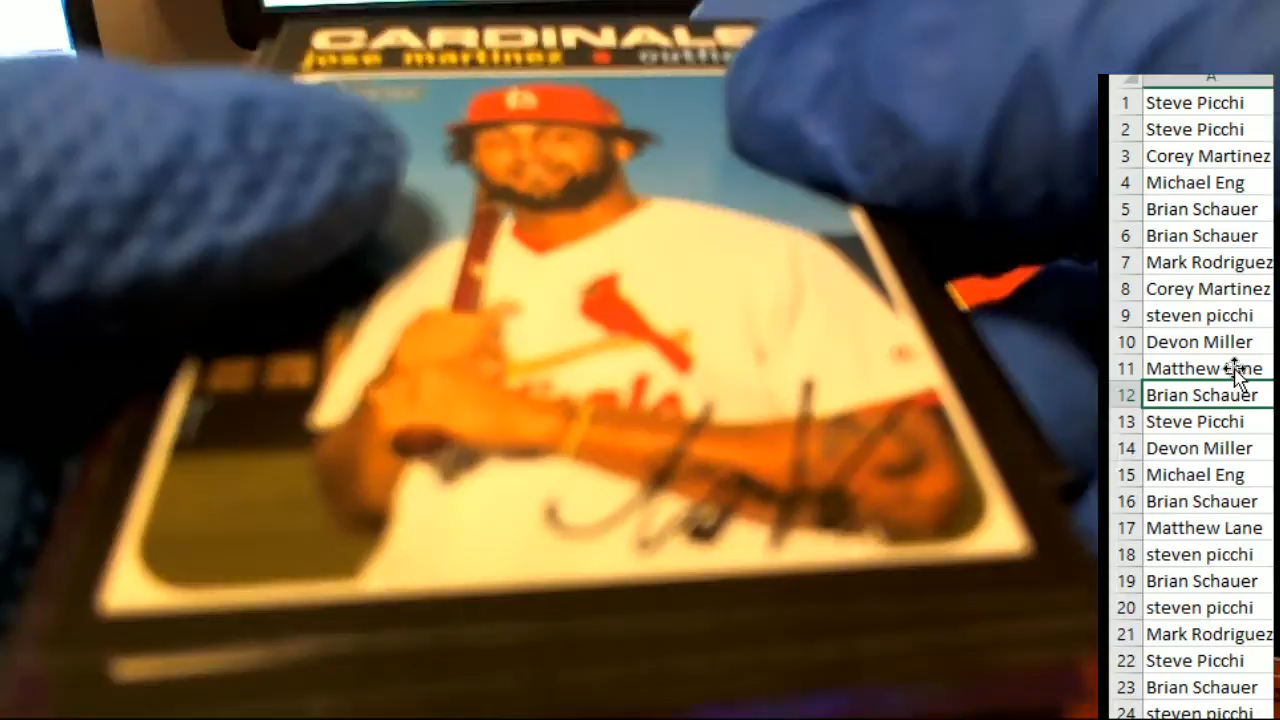 CARDINALS
jose martinez ■ outfie
A
1 Steve Picchi
2 Steve Picchi
3 Corey Martinez
4 Michael Eng
5 Brian Schauer
6 Brian Schauer
7 Mark Rodriguez
8 Corey Martinez
9 steven picchi
10 Devon Miller
11 Matthew Lane
12 Brian Schauer
13 Steve Picchi
14 Devon Miller
15 Michael Eng
16 Brian Schauer
17 Matthew Lane
18 steven picchi
19 Brian Schauer
20 steven picchi
21 Mark Rodriguez
22 Steve Picchi
23 Brian Schauer
24 steven picchi